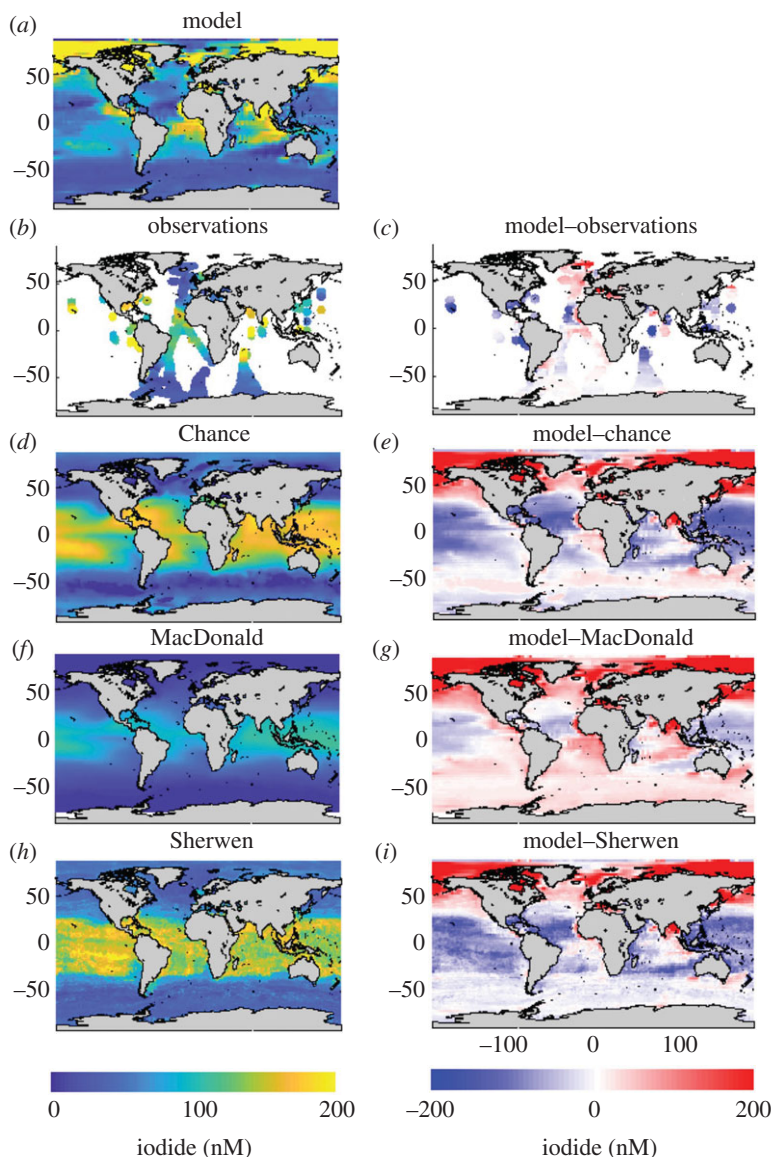 (a) model
50
0
−50
(b) observations
(c) model–observations
50
0
−50
50
0
−50
(d) Chance
(e) model–chance
50
0
−50
50
0
−50
(f) MacDonald
(g) model–MacDonald
50
0
−50
50
0
−50
(h) Sherwen
(i) model–Sherwen
50
0
−50
50
0
−50
−100 0 100
0 100 200
−200 0 200
iodide (nM)
iodide (nM)